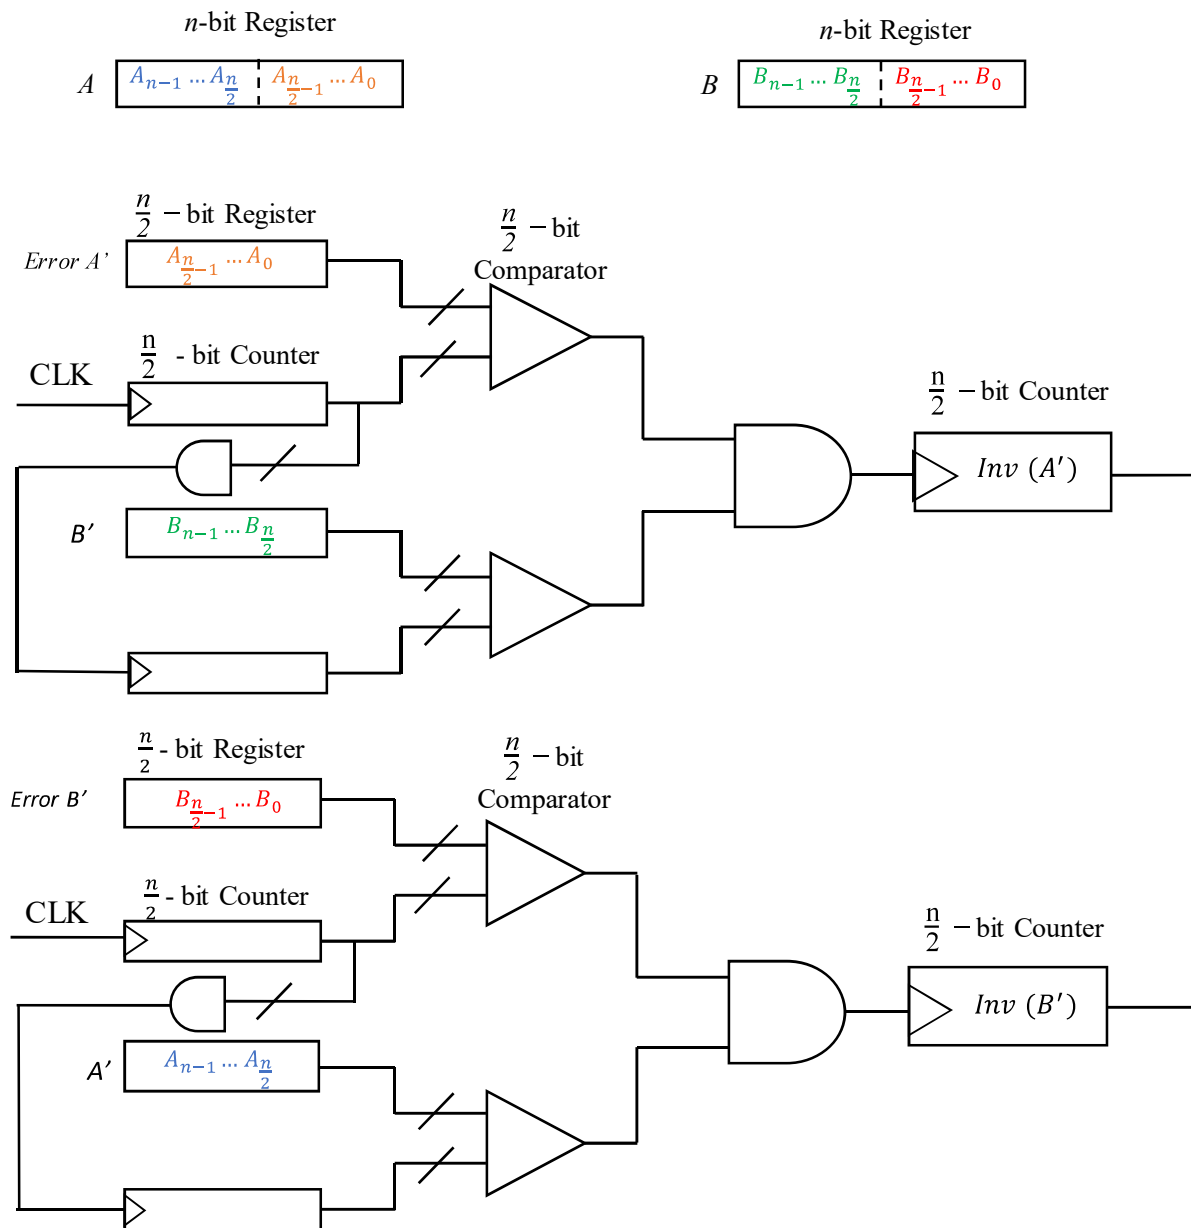 n-bit Register
n-bit Register
A
A_{n−1} … A_{n/2}
A_{n/2−1} … A_0
B
B_{n−1} … B_{n/2}
B_{n/2−1} … B_0
n/2 – bit Register
n/2 – bit
Comparator
Error A’
A_{n/2−1} … A_0
CLK
n/2 - bit Counter
n/2 – bit Counter
Inv (A′)
B’
B_{n−1} … B_{n/2}
n/2 - bit Register
n/2 – bit
Comparator
Error B’
B_{n/2−1} … B_0
CLK
n/2 - bit Counter
n/2 – bit Counter
Inv (B′)
A’
A_{n−1} … A_{n/2}